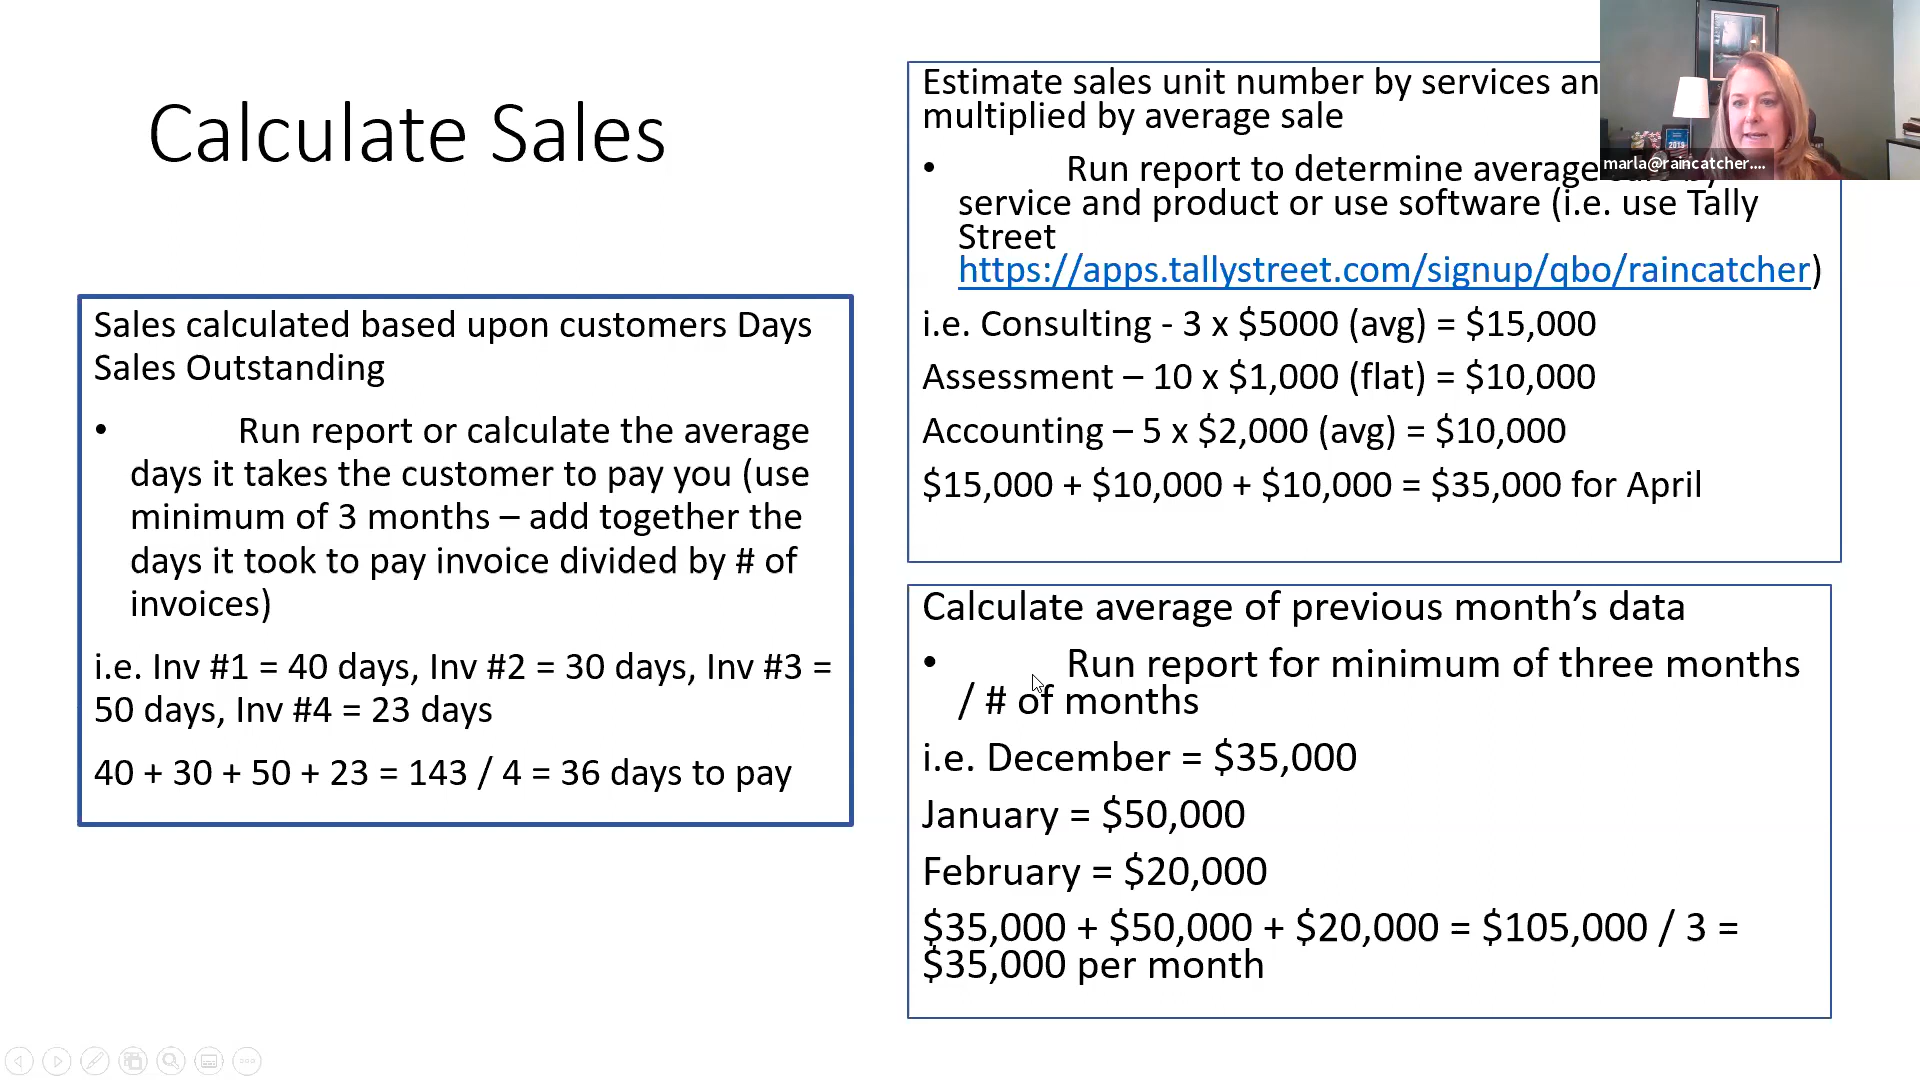 Calculate Sales
Sales calculated based upon customers Days
Sales Outstanding
• Run report or calculate the average
days it takes the customer to pay you (use
minimum of 3 months – add together the
days it took to pay invoice divided by # of
invoices)
i.e. Inv #1 = 40 days, Inv #2 = 30 days, Inv #3 =
50 days, Inv #4 = 23 days
40 + 30 + 50 + 23 = 143 / 4 = 36 days to pay
Estimate sales unit number by services an
multiplied by average sale
• Run report to determine average
service and product or use software (i.e. use Tally
Street
https://apps.tallystreet.com/signup/qbo/raincatcher)
i.e. Consulting - 3 x $5000 (avg) = $15,000
Assessment – 10 x $1,000 (flat) = $10,000
Accounting – 5 x $2,000 (avg) = $10,000
$15,000 + $10,000 + $10,000 = $35,000 for April
Calculate average of previous month’s data
• Run report for minimum of three months
/ # of months
i.e. December = $35,000
January = $50,000
February = $20,000
$35,000 + $50,000 + $20,000 = $105,000 / 3 =
$35,000 per month
2019
marla@raincatcher....